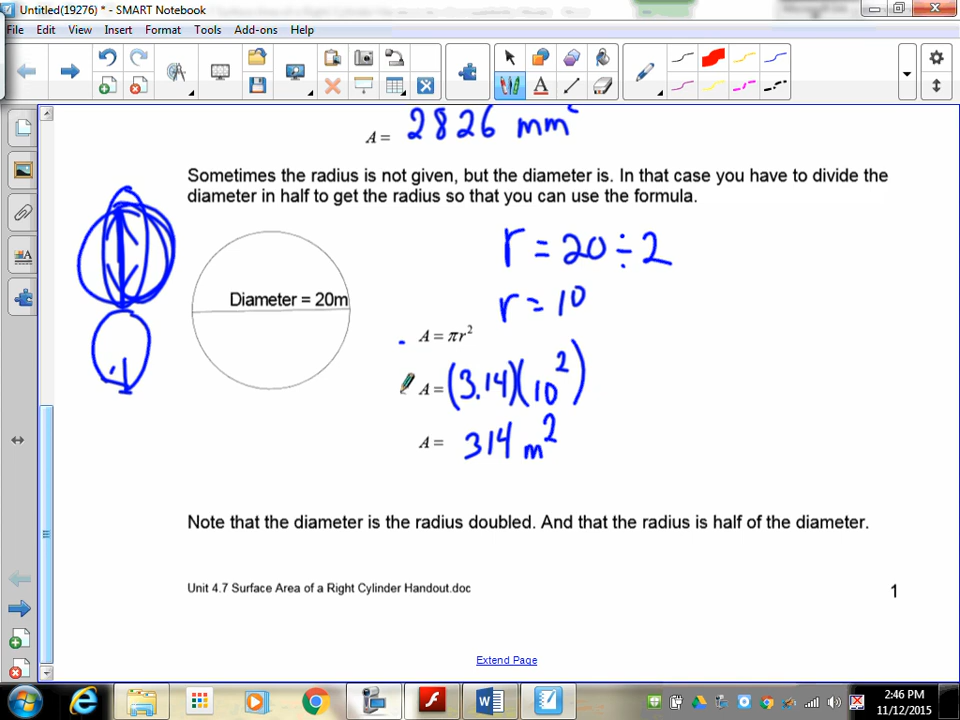 Untitled(19276) * - SMART Notebook
File Edit View Insert Format Tools Add-ons Help
A = 2826 mm²
Sometimes the radius is not given, but the diameter is. In that case you have to divide the
diameter in half to get the radius so that you can use the formula.
r = 20 ÷ 2
Diameter = 20m
r = 10
A = πr²
A = (3.14)(10²)
A = 314 m²
Note that the diameter is the radius doubled. And that the radius is half of the diameter.
Unit 4.7 Surface Area of a Right Cylinder Handout.doc
1
Extend Page
2:46 PM
11/12/2015